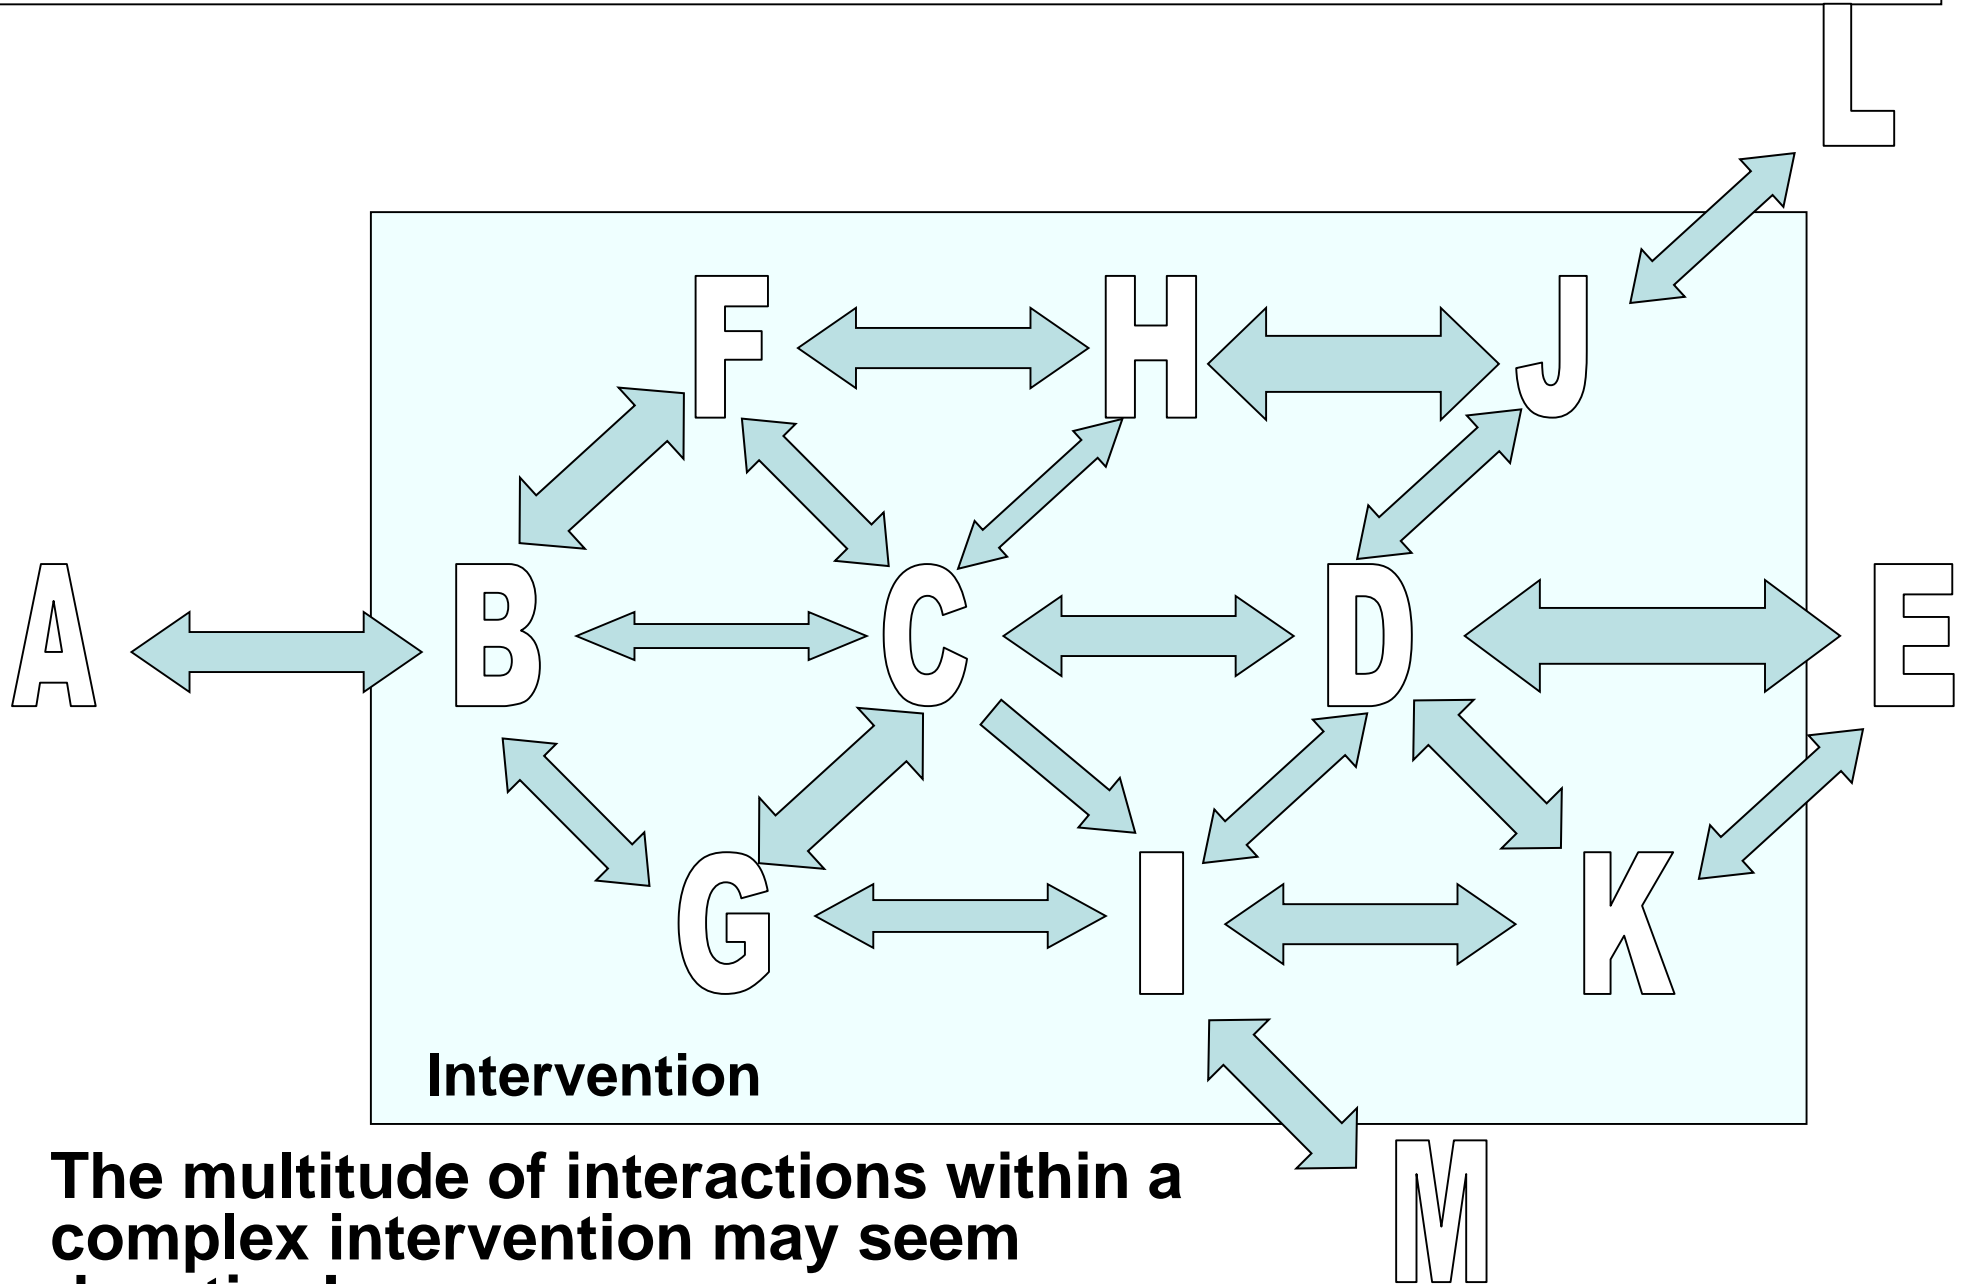 L
F H J
A B C D E
G I K
Intervention
M
The multitude of interactions within a
complex intervention may seem